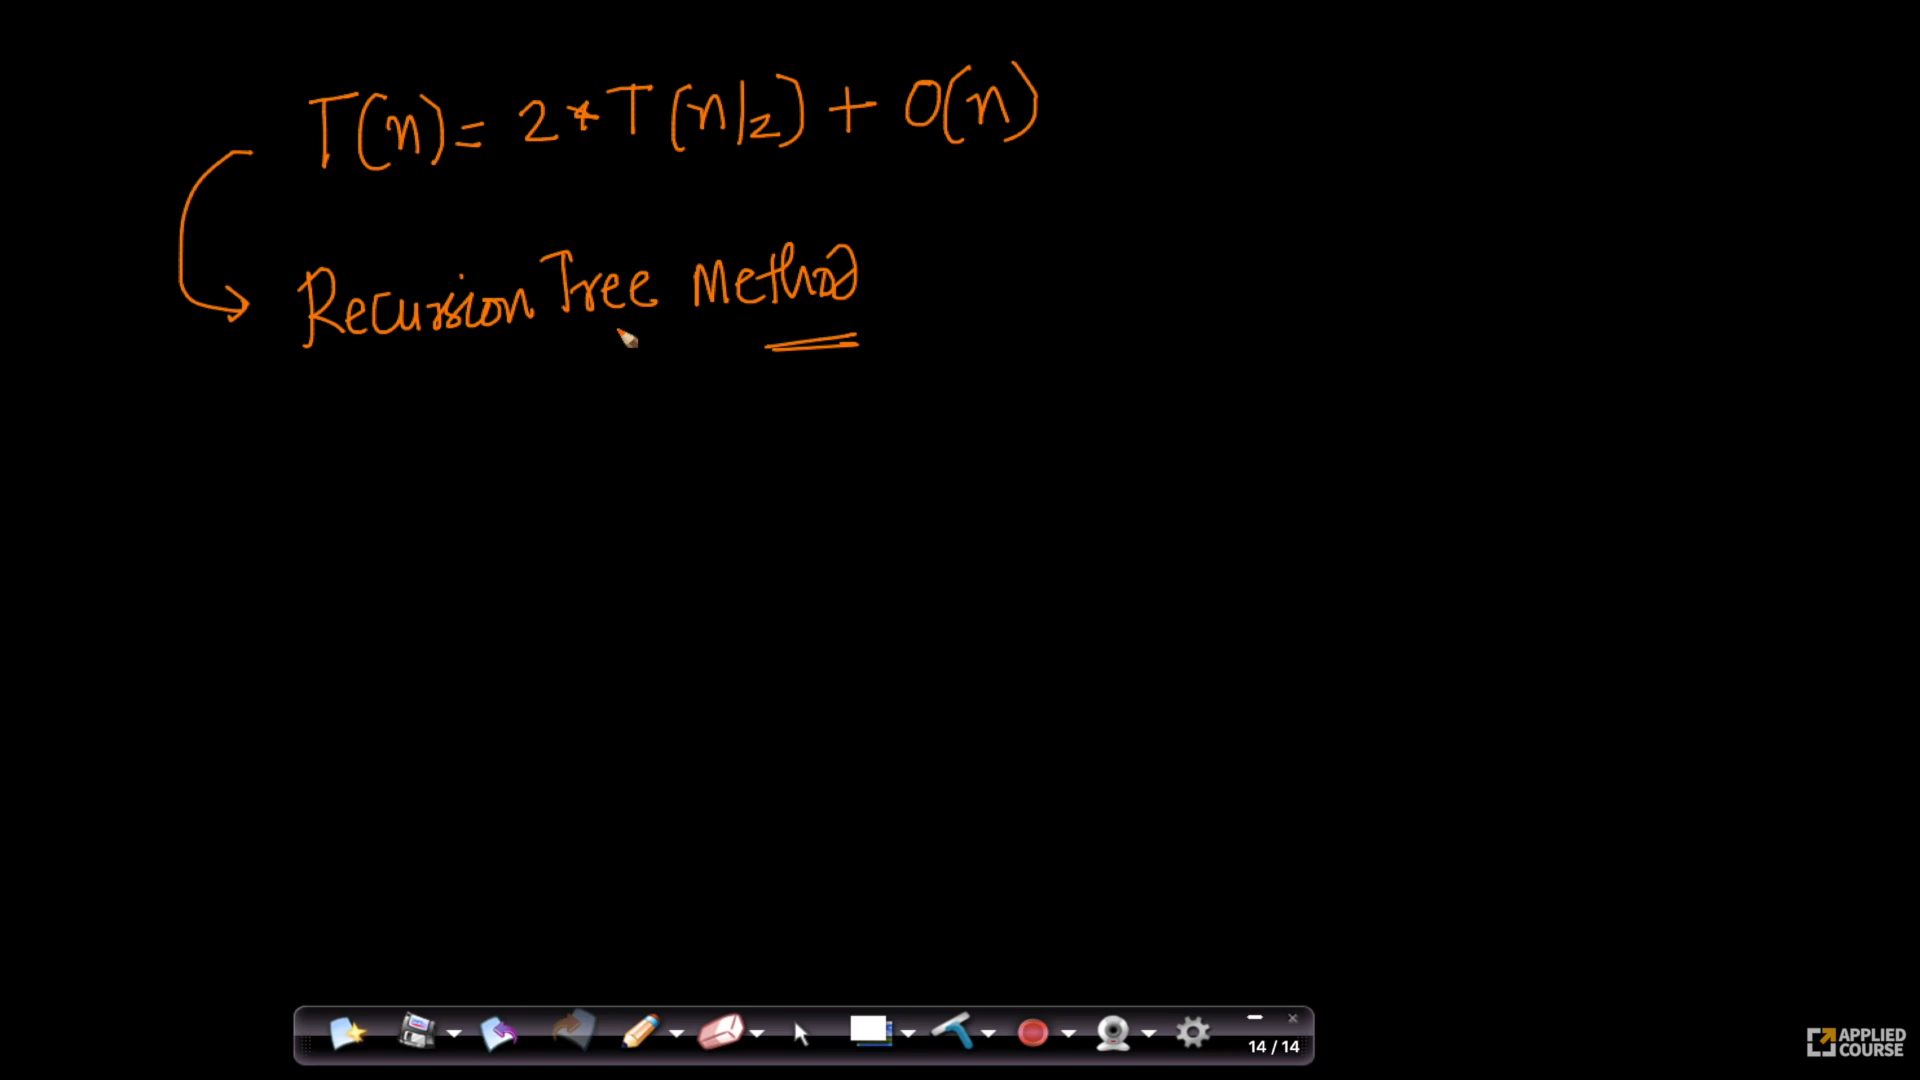 T(n) = 2 * T(n/2) + O(n)
Recursion Tree Method
14 / 14
APPLIED
COURSE